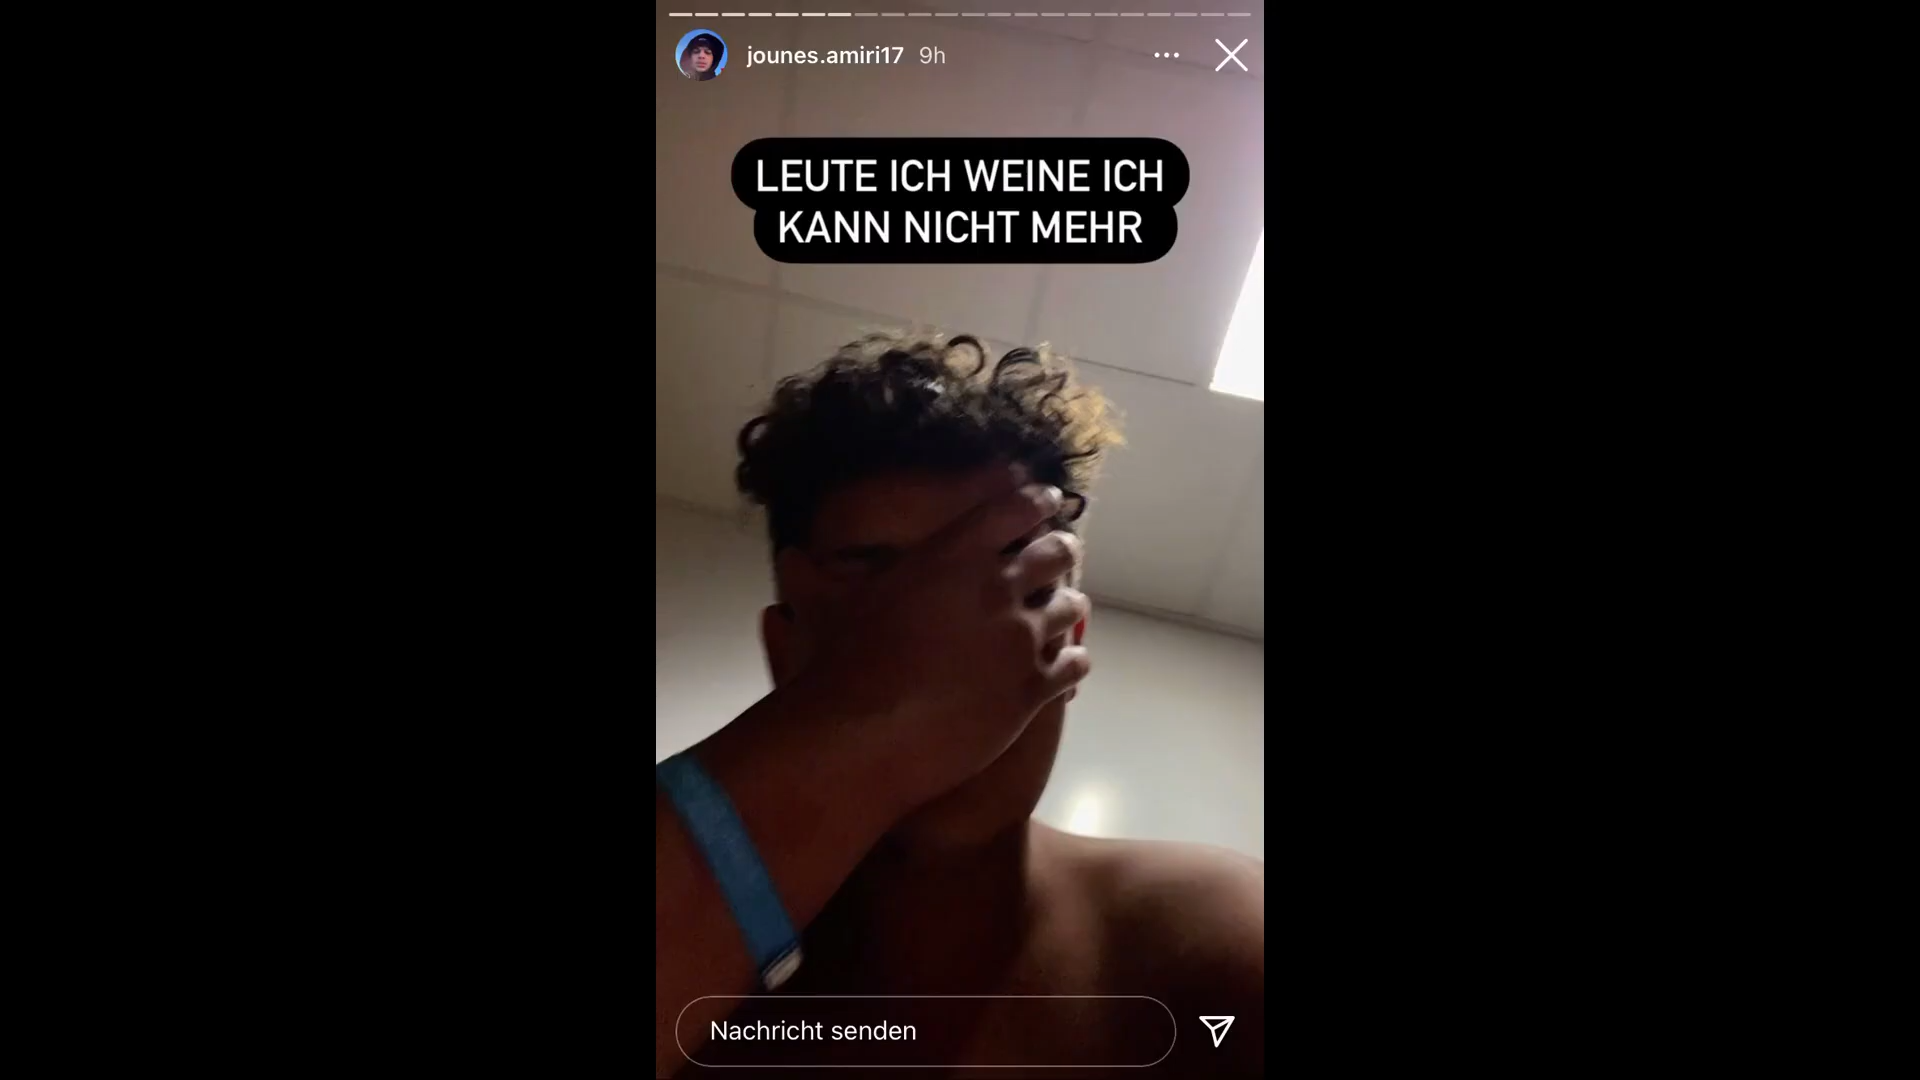 jounes.amiri17 9h
LEUTE ICH WEINE ICH
KANN NICHT MEHR
Nachricht senden